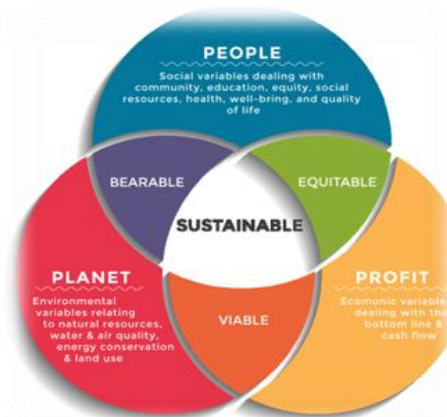 PEOPLE
Social variables dealing with
community, education, equity, social
resources, health, well-bring, and quality
of life
BEARABLE
EQUITABLE
SUSTAINABLE
PLANET
Environmental
variables relating
to natural resources,
water & air quality,
energy conservation
& land use
VIABLE
PROFIT
Ecomonic variable
dealing with the
bottom line &
cash flow